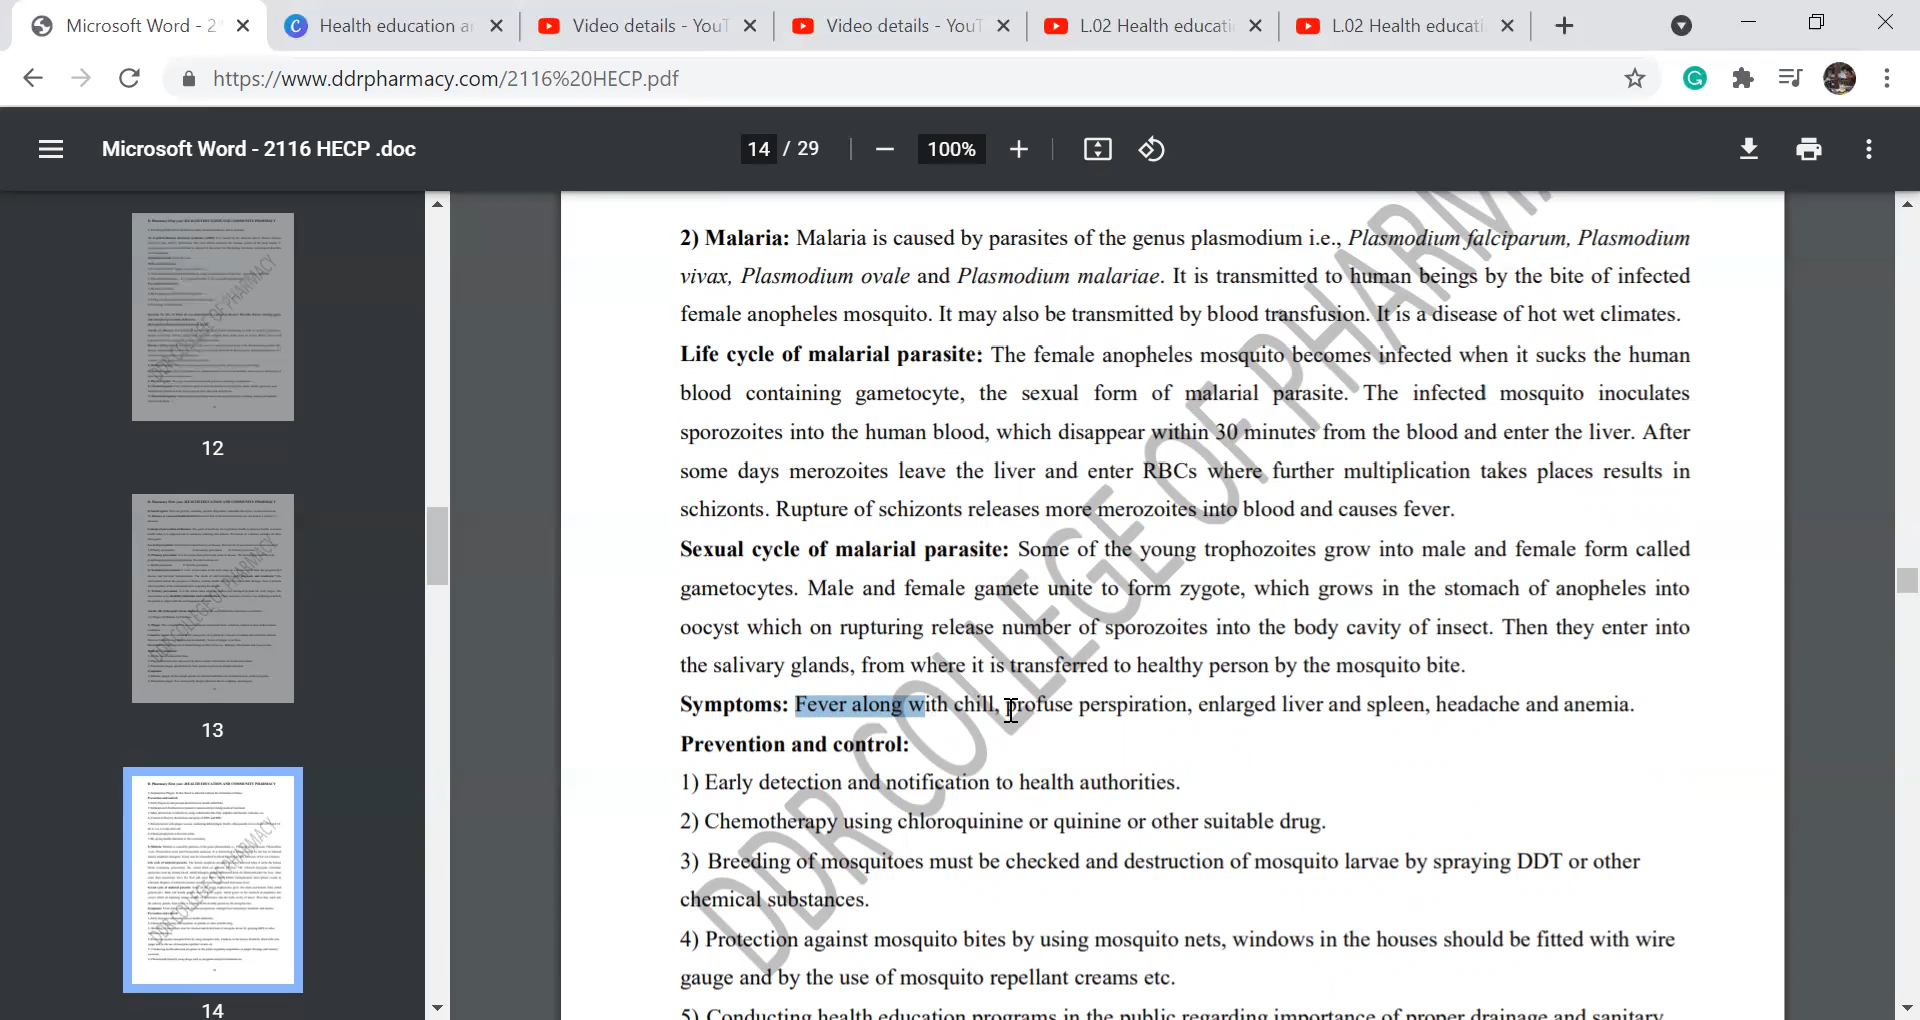 Microsoft Word - 2
Health education a
Video details - YouT
Video details - YouT
L.02 Health educati
L.02 Health educati
https://www.ddrpharmacy.com/2116%20HECP.pdf
Microsoft Word - 2116 HECP .doc
14 / 29
100%
12
13
14
2) Malaria: Malaria is caused by parasites of the genus plasmodium i.e., Plasmodium falciparum, Plasmodium
vivax, Plasmodium ovale and Plasmodium malariae. It is transmitted to human beings by the bite of infected
female anopheles mosquito. It may also be transmitted by blood transfusion. It is a disease of hot wet climates.
Life cycle of malarial parasite: The female anopheles mosquito becomes infected when it sucks the human
blood containing gametocyte, the sexual form of malarial parasite. The infected mosquito inoculates
sporozoites into the human blood, which disappear within 30 minutes from the blood and enter the liver. After
some days merozoites leave the liver and enter RBCs where further multiplication takes places results in
schizonts. Rupture of schizonts releases more merozoites into blood and causes fever.
Sexual cycle of malarial parasite: Some of the young trophozoites grow into male and female form called
gametocytes. Male and female gamete unite to form zygote, which grows in the stomach of anopheles into
oocyst which on rupturing release number of sporozoites into the body cavity of insect. Then they enter into
the salivary glands, from where it is transferred to healthy person by the mosquito bite.
Symptoms: Fever along with chill, profuse perspiration, enlarged liver and spleen, headache and anemia.
Prevention and control:
1) Early detection and notification to health authorities.
2) Chemotherapy using chloroquinine or quinine or other suitable drug.
3) Breeding of mosquitoes must be checked and destruction of mosquito larvae by spraying DDT or other
chemical substances.
4) Protection against mosquito bites by using mosquito nets, windows in the houses should be fitted with wire
gauge and by the use of mosquito repellant creams etc.
5) Conducting health education programs in the public regarding importance of proper drainage and sanitary
DDR COLLEGE OF PHARMA